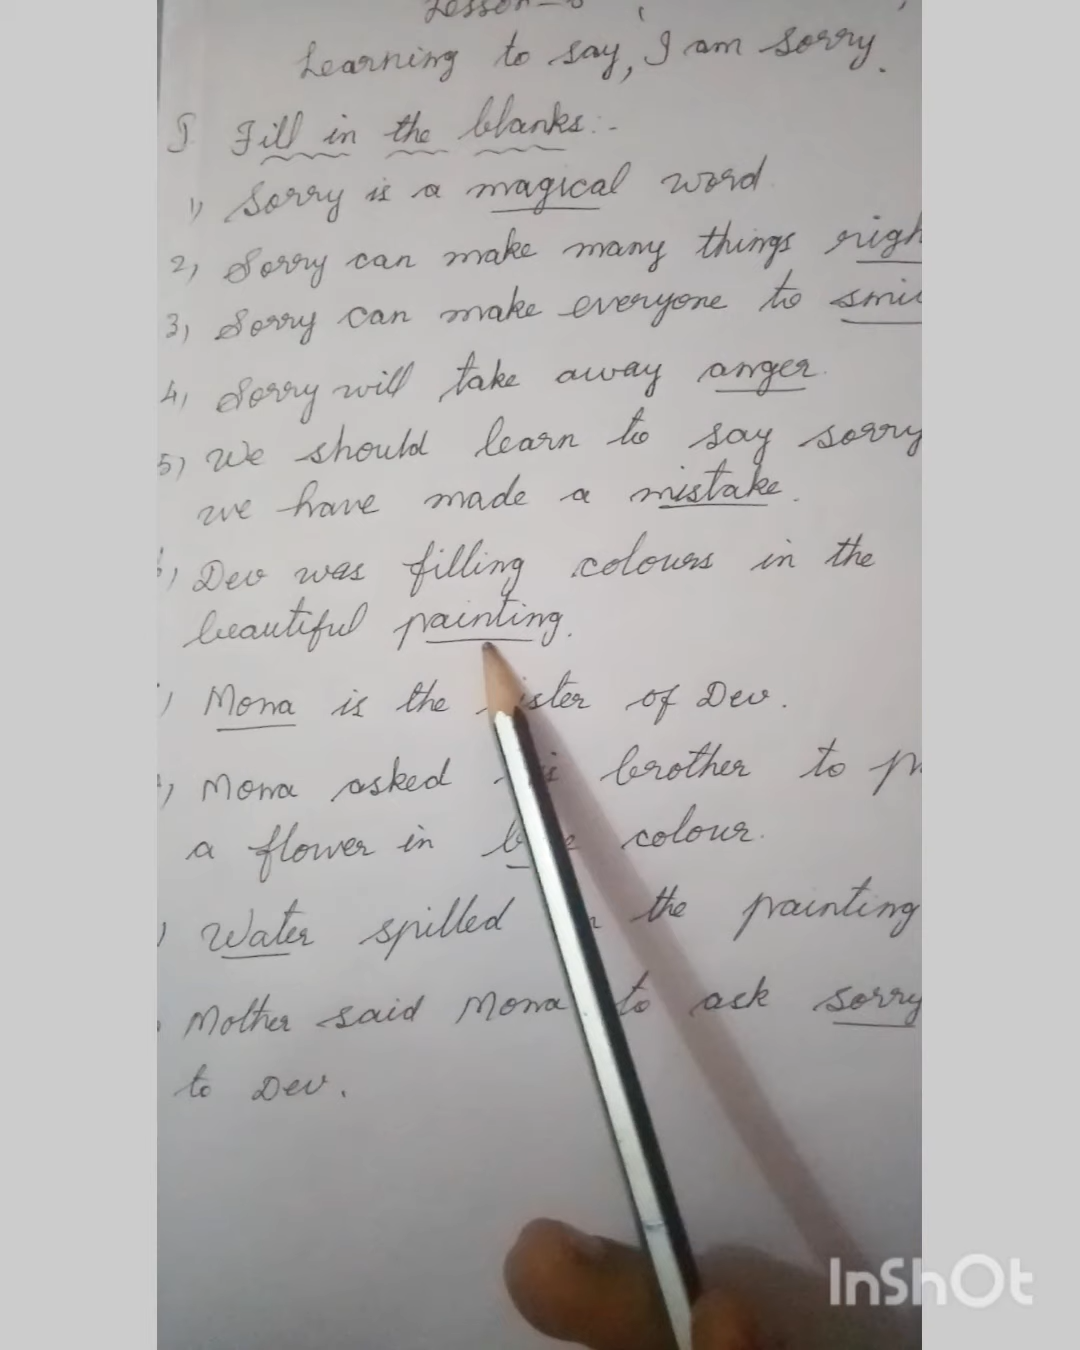 Lesson-
Learning to say, 'I am sorry.
I Fill in the blanks:-
1) Sorry is a magical word
2) Sorry can make many things righ
3) Sorry can make everyone to smil
4) Sorry will take away anger.
5) We should learn to say sorry
we have made a mistake.
6) Dev was filling colours in the
beautiful painting.
) Mona is the sister of Dev.
) Mona asked brother to
a flower in colour.
) Water spilled the painting
Mother said Mona to ask sorry
to Dev.
InShOt